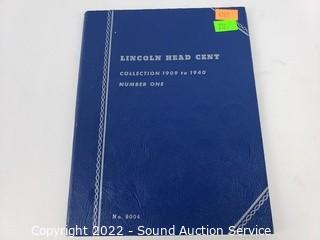 LINCOLN HEAD CENT
COLLECTION 1909 to 1940
NUMBER ONE
No. 9004
Copyright 2022 - Sound Auction Service